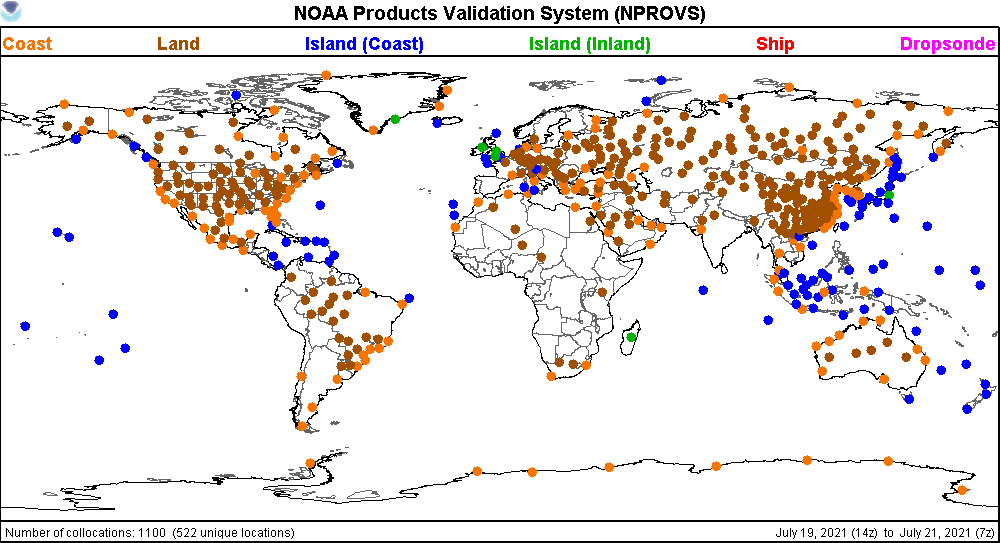 NOAA Products Validation System (NPROVS)
Coast Land Island (Coast) Island (Inland) Ship Dropsonde
Number of collocations: 1100 (522 unique locations) July 19, 2021 (14z) to July 21, 2021 (7z)